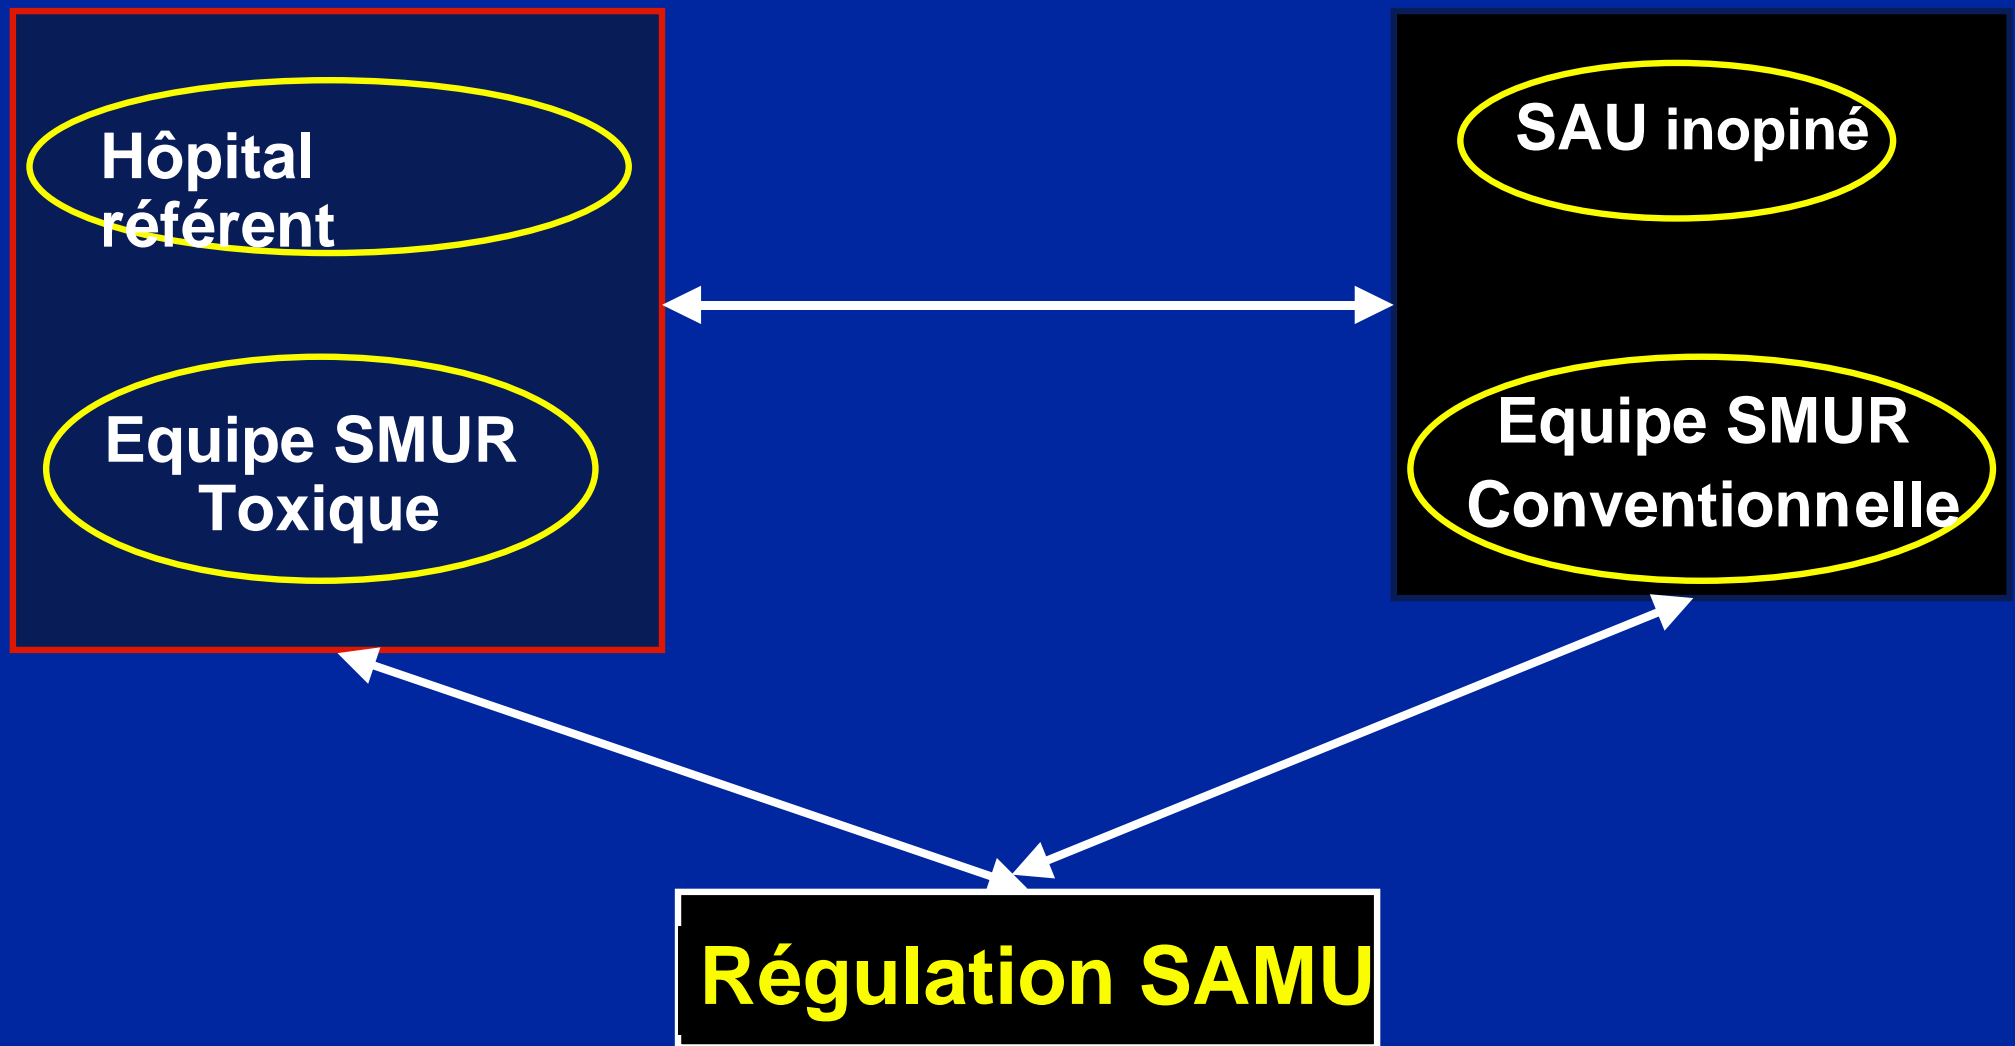 Hôpital
référent
Equipe SMUR
Toxique
SAU inopiné
Equipe SMUR
Conventionnelle
Régulation SAMU